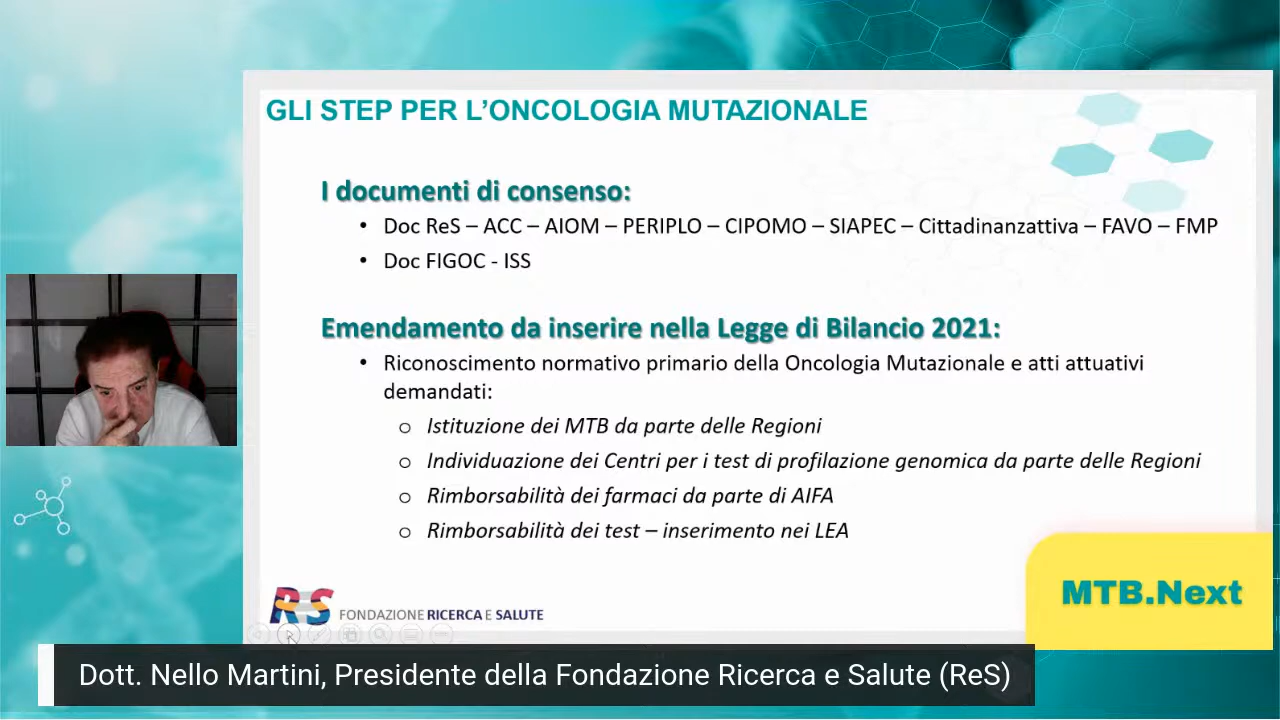 GLI STEP PER L'ONCOLOGIA MUTAZIONALE
I documenti di consenso:
• Doc ReS – ACC – AIOM – PERIPLO – CIPOMO – SIAPEC – Cittadinanzattiva – FAVO – FMP
• Doc FIGOC - ISS
Emendamento da inserire nella Legge di Bilancio 2021:
• Riconoscimento normativo primario della Oncologia Mutazionale e atti attuativi
demandati:
o Istituzione dei MTB da parte delle Regioni
o Individuazione dei Centri per i test di profilazione genomica da parte delle Regioni
o Rimborsabilità dei farmaci da parte di AIFA
o Rimborsabilità dei test – inserimento nei LEA
MTB.Next
ReS FONDAZIONE RICERCA E SALUTE
Dott. Nello Martini, Presidente della Fondazione Ricerca e Salute (ReS)